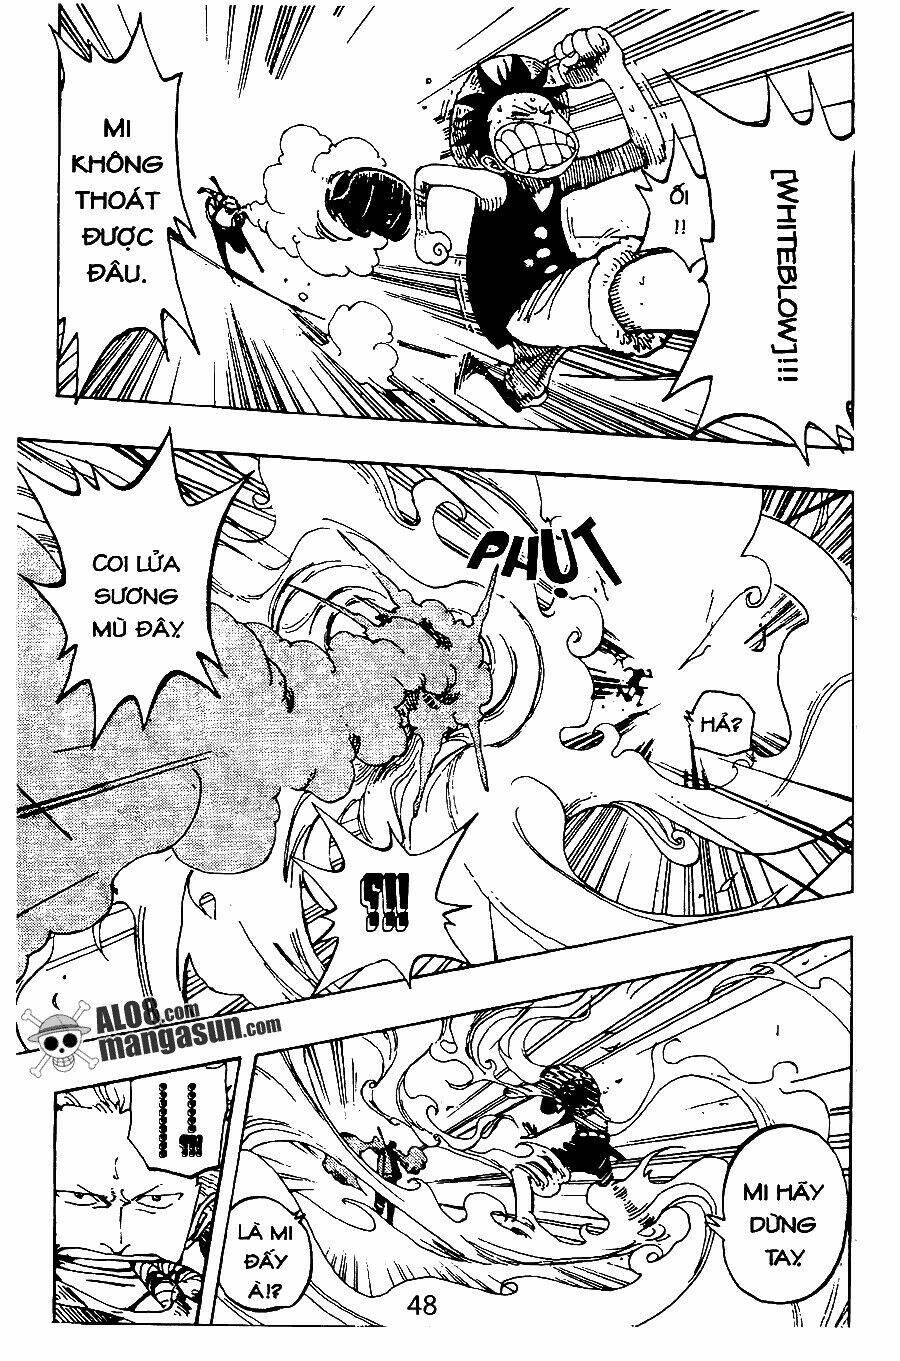 [WHITEBLOW]!!!
ỐI
!!
MI
KHÔNG
THOÁT
ĐƯỢC
ĐÂU.
PHỤT
COI LỬA
SƯƠNG
MÙ ĐÂY.
HẢ?
?!!!
AL08.com
mangasun.com
MI HÃY
DỪNG
TAY.
LÀ MI
ĐẤY
À!?
48